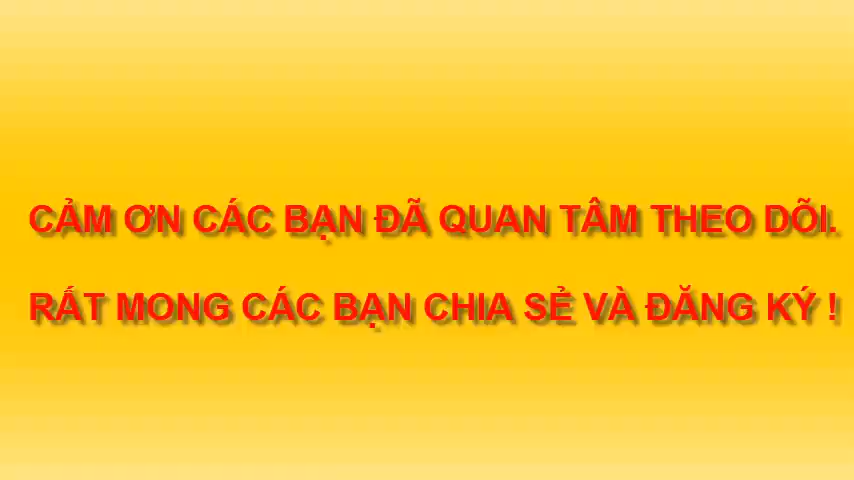 CẢM ƠN CÁC BẠN ĐÃ QUAN TÂM THEO DÕI.
RẤT MONG CÁC BẠN CHIA SẺ VÀ ĐĂNG KÝ !